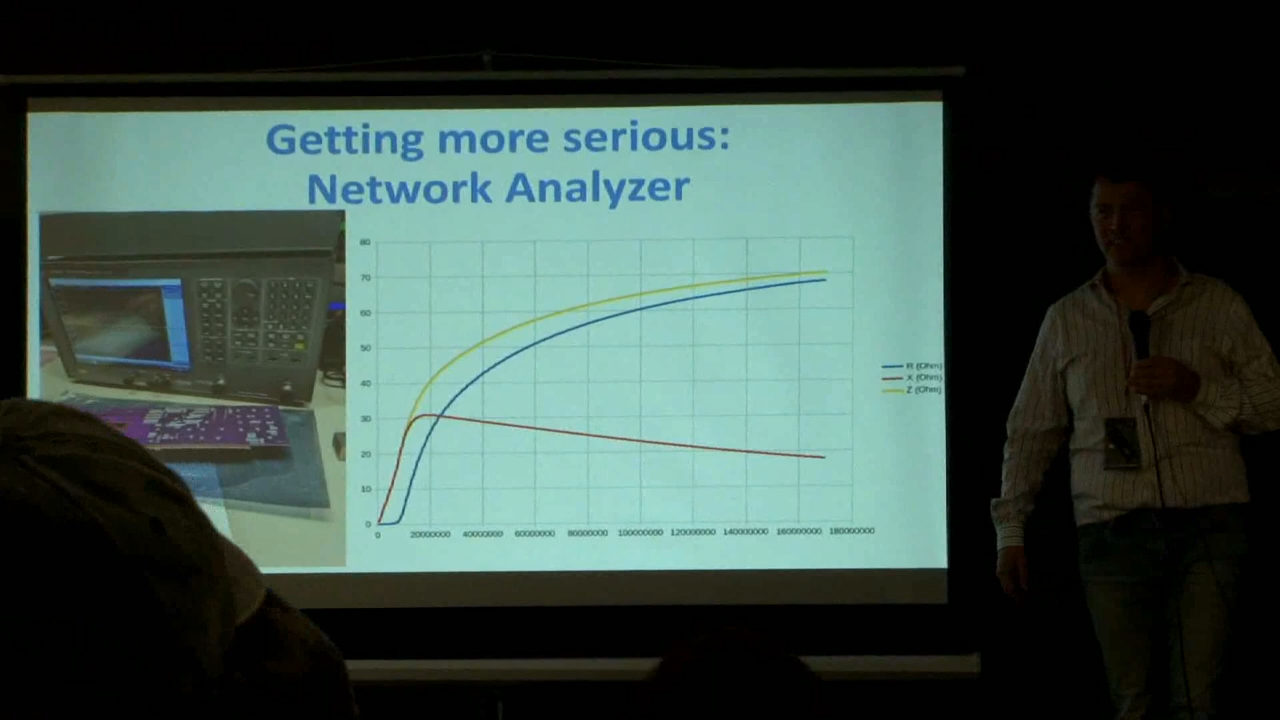 Getting more serious:
Network Analyzer
80
70
60
50
40
30
20
10
0
0 20000000 40000000 60000000 80000000 100000000 120000000 140000000 160000000 180000000
R (Ohm)
X (Ohm)
Z (Ohm)